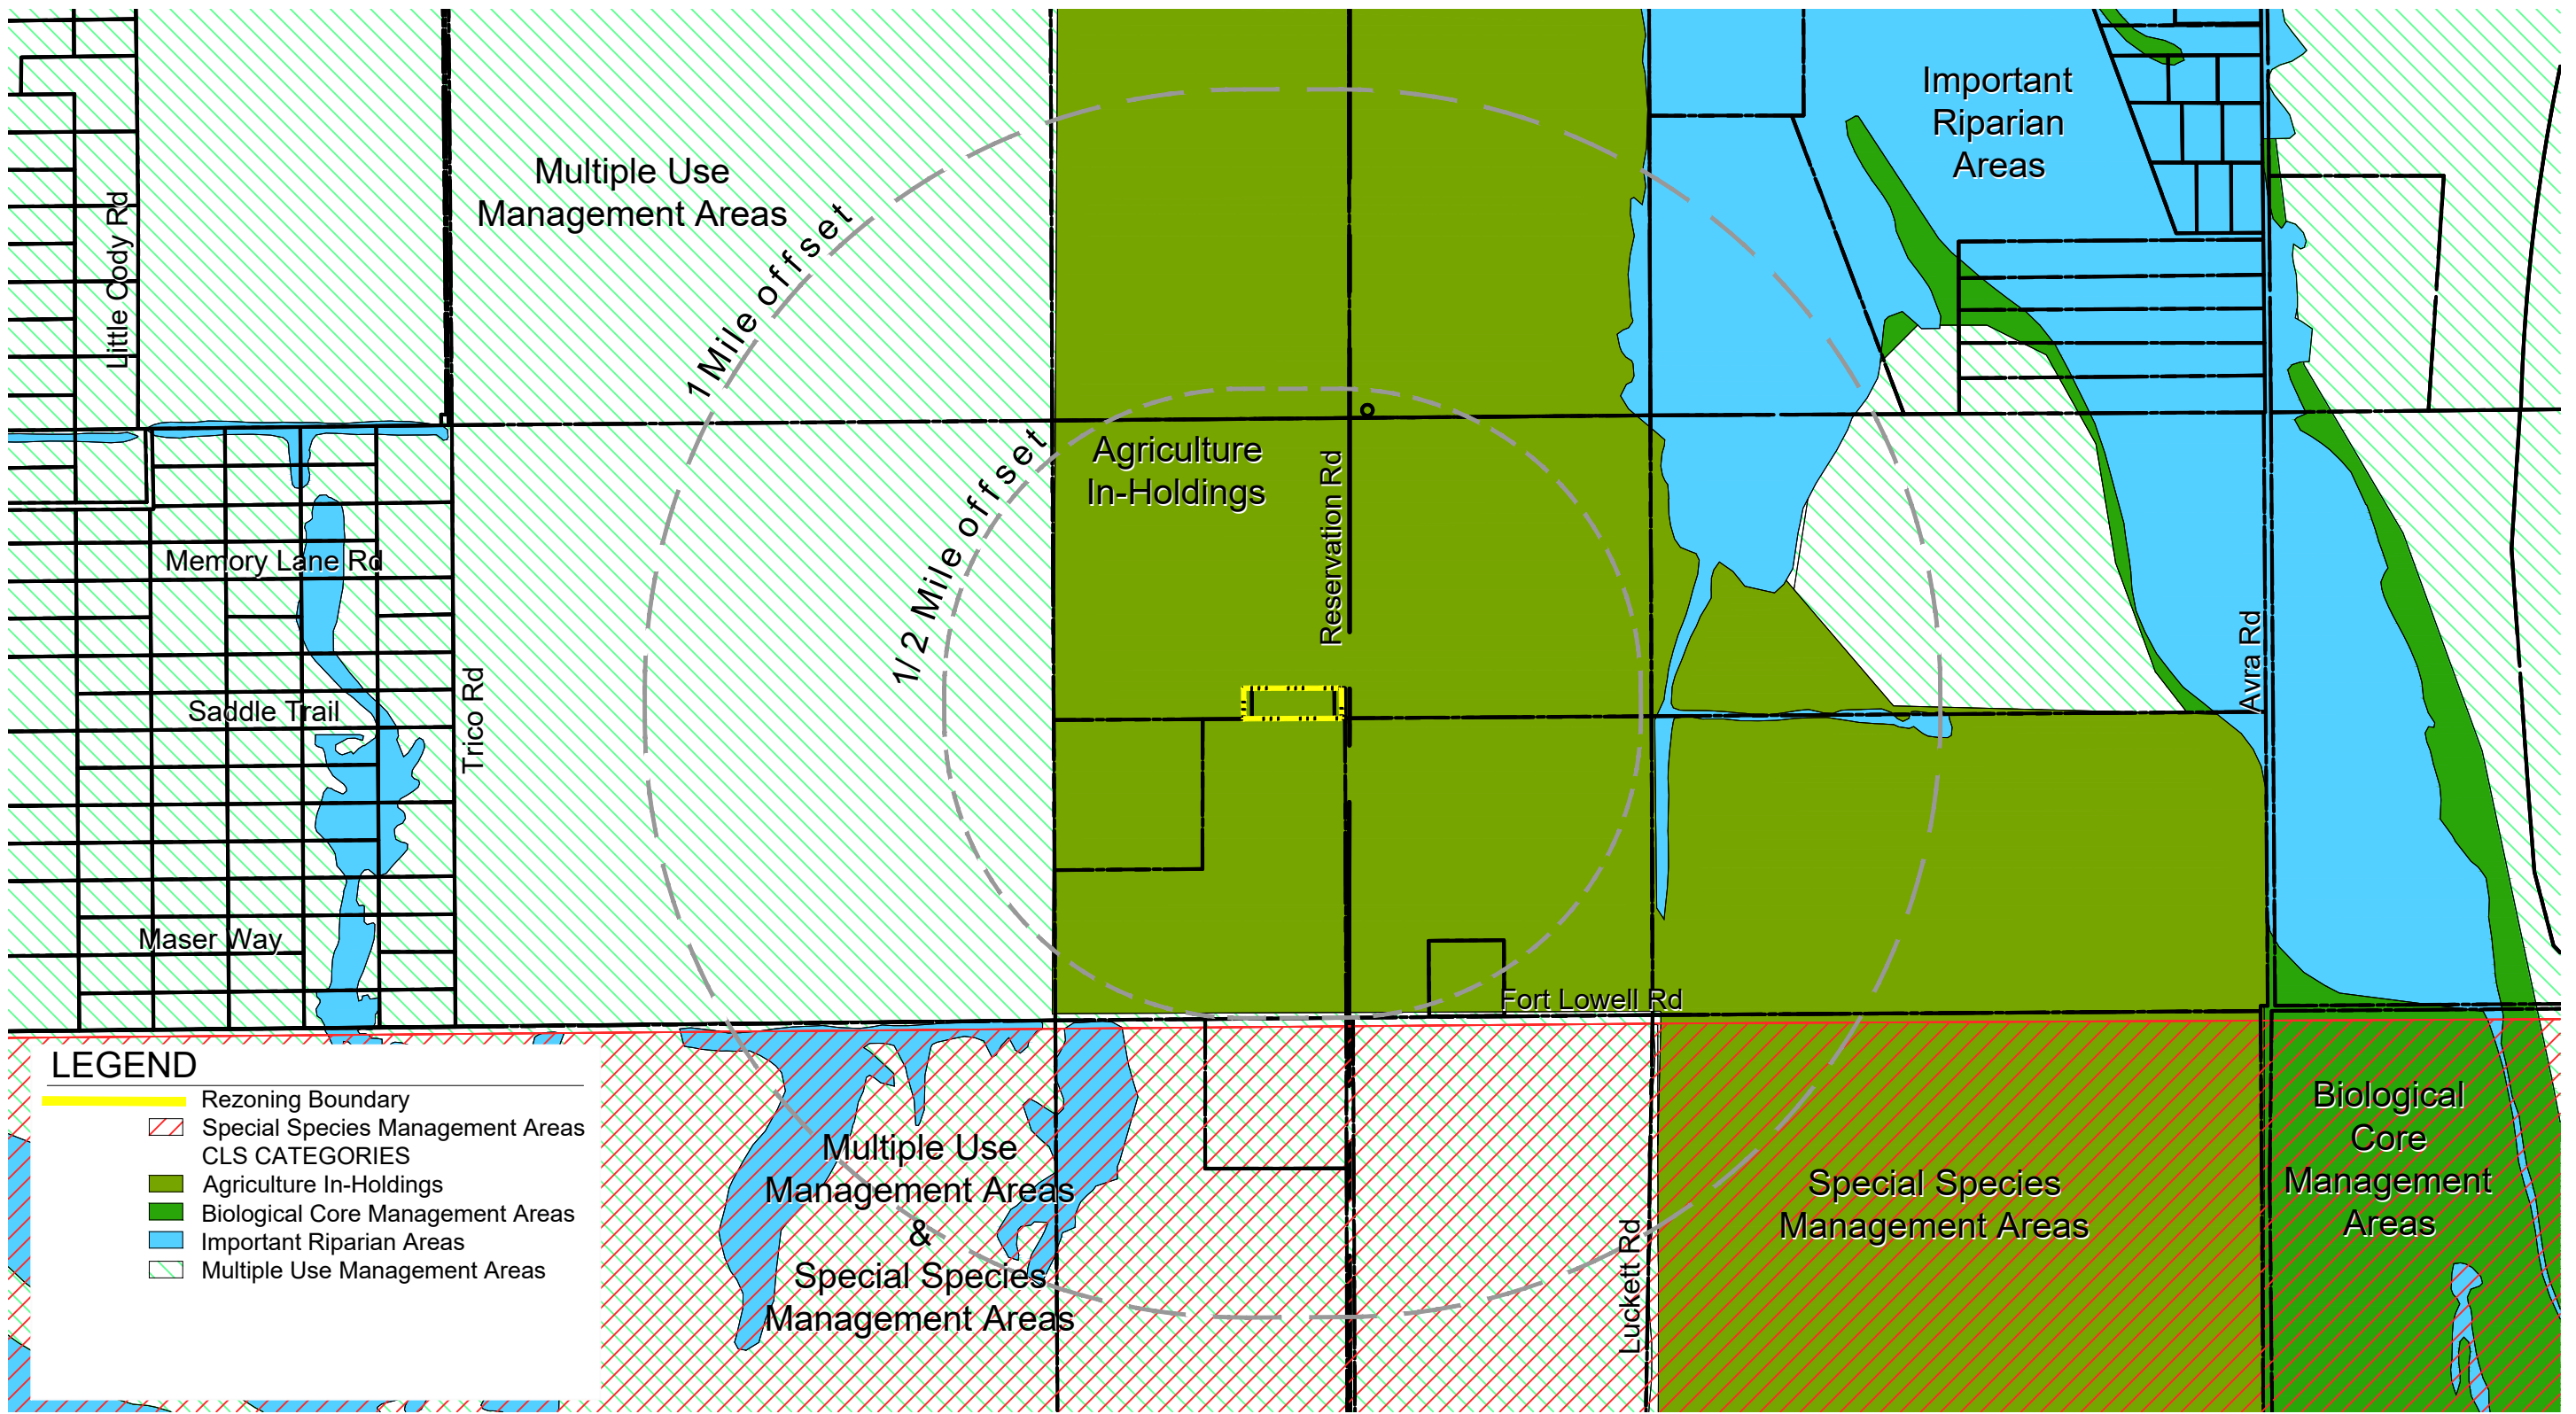 Important
Riparian
Areas
Multiple Use
Management Areas
Little Cody Rd
1 Mile offset
1/2 Mile offset
Agriculture
In-Holdings
Reservation Rd
Memory Lane Rd
Saddle Trail
Trico Rd
Avra Rd
Maser Way
Fort Lowell Rd
LEGEND
Rezoning Boundary
Special Species Management Areas
CLS CATEGORIES
Agriculture In-Holdings
Biological Core Management Areas
Important Riparian Areas
Multiple Use Management Areas
Multiple Use
Management Areas
&
Special Species
Management Areas
Luckett Rd
Special Species
Management Areas
Biological
Core
Management
Areas